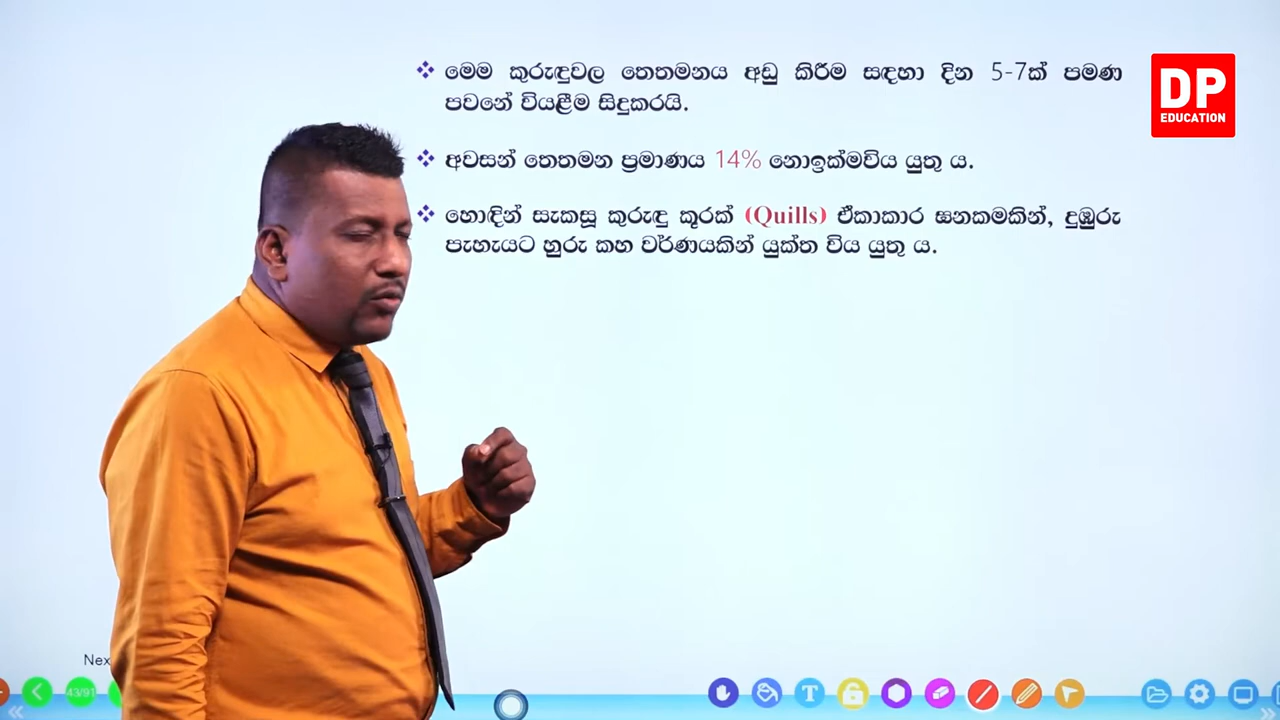 ❖ මෙම කුරුඳුවල තෙතමනය අඩු කිරීම සඳහා දින 5-7ක් පමණ
පවනේ වියළීම සිදුකරයි.
❖ අවසන් තෙතමන ප්‍රමාණය 14% නොඉක්මවිය යුතු ය.
❖ හොඳින් සැකසූ කුරුඳු කූරක් (Quills) ඒකාකාර ඝනකමකින්, දුඹුරු
පැහැයට හුරු කහ වර්ණයකින් යුක්ත විය යුතු ය.
DP
EDUCATION
Nex
43/91
T